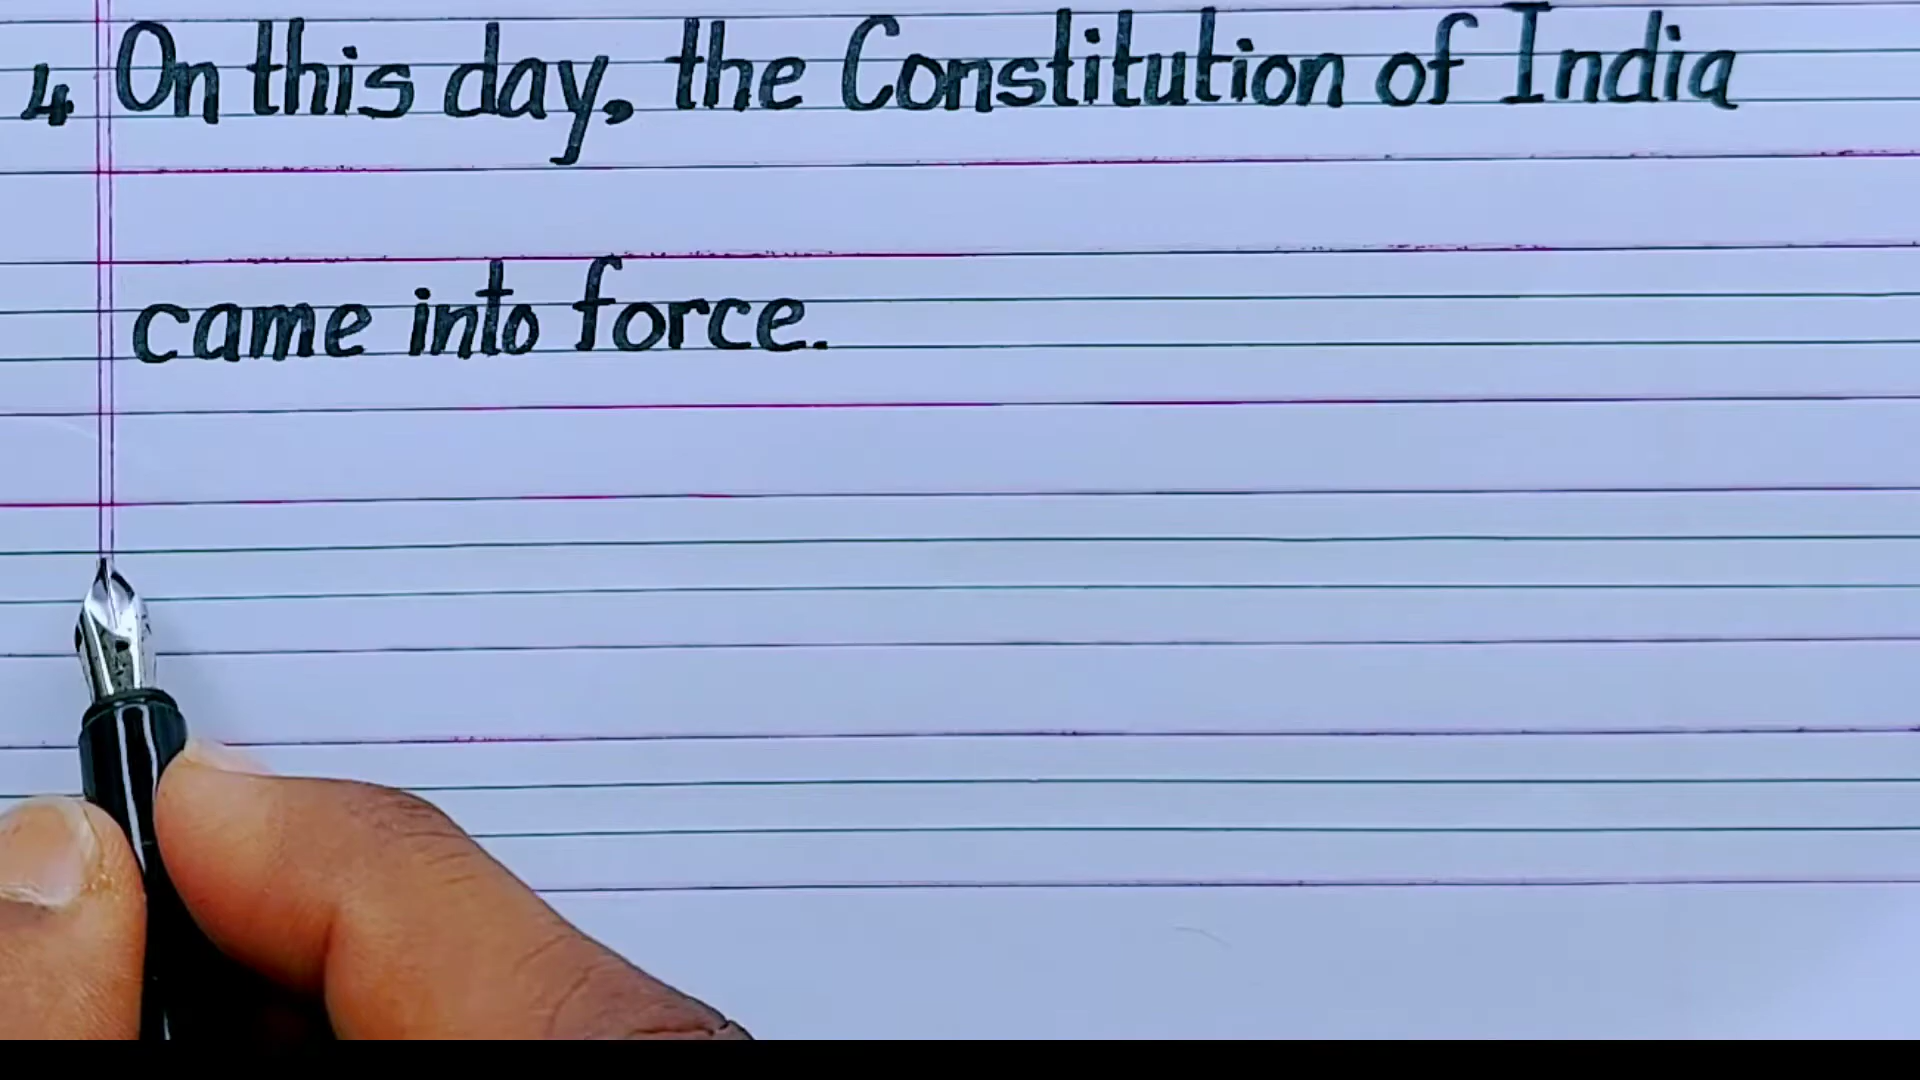 4 On this day, the Constitution of India
came into force.